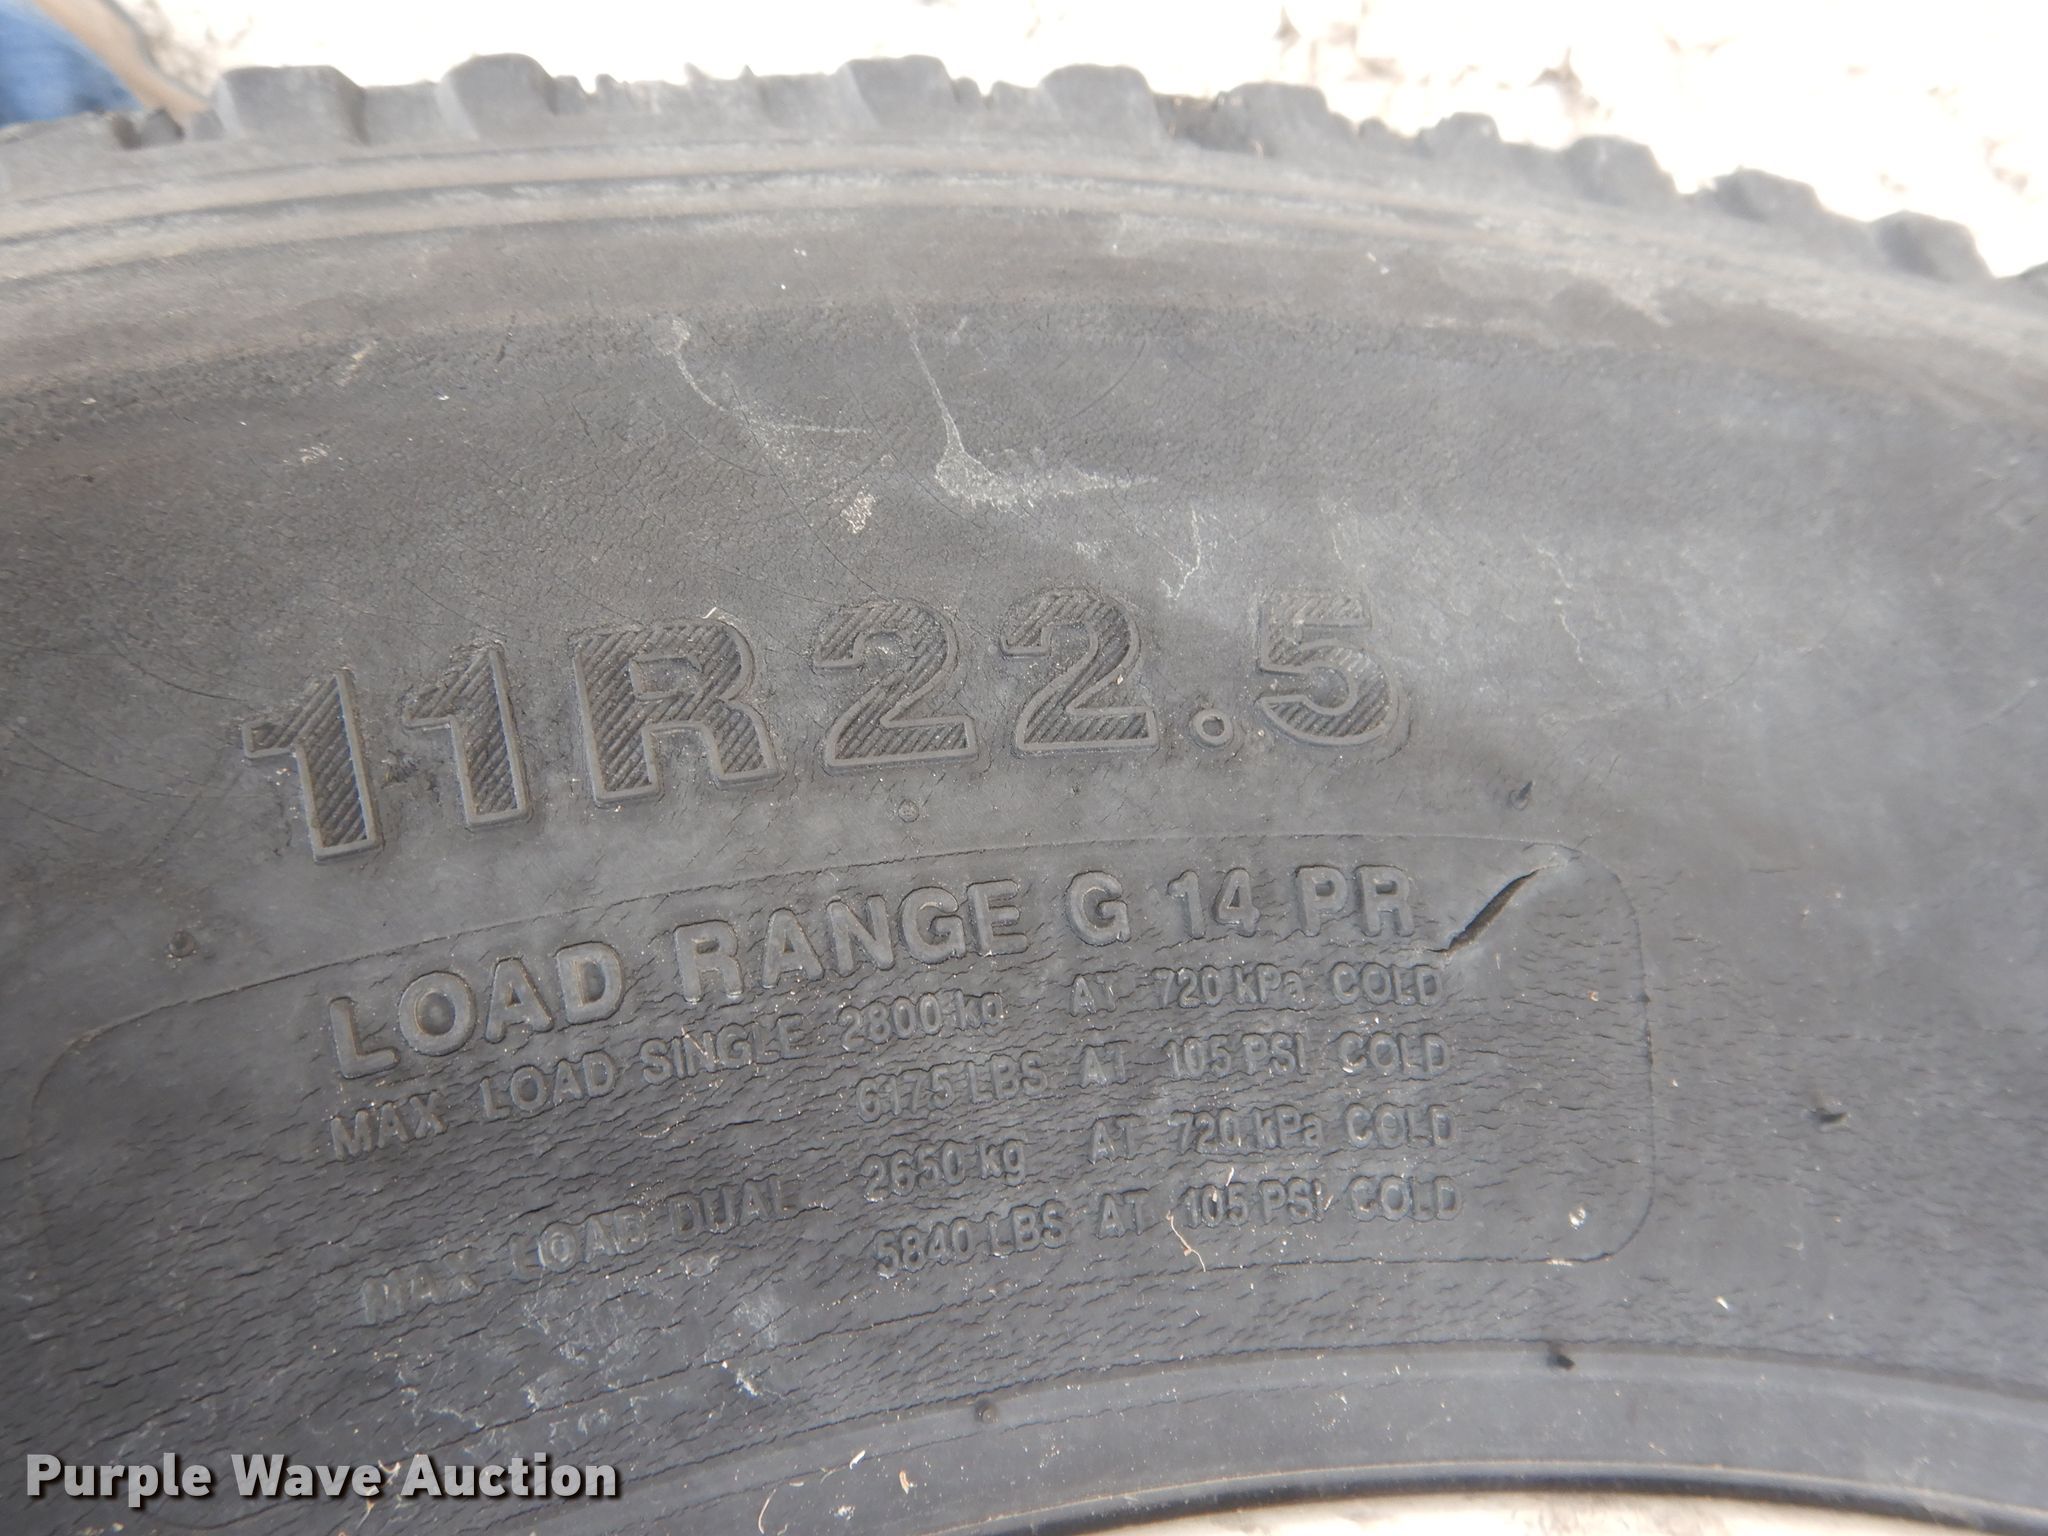 11R22.5
LOAD RANGE G 14 PR
MAX LOAD SINGLE 2800 kg AT 720 kPa COLD
6175 LBS AT 105 PSI COLD
MAX LOAD DUAL 2650 kg AT 720 kPa COLD
5840 LBS AT 105 PSI COLD
Purple Wave Auction